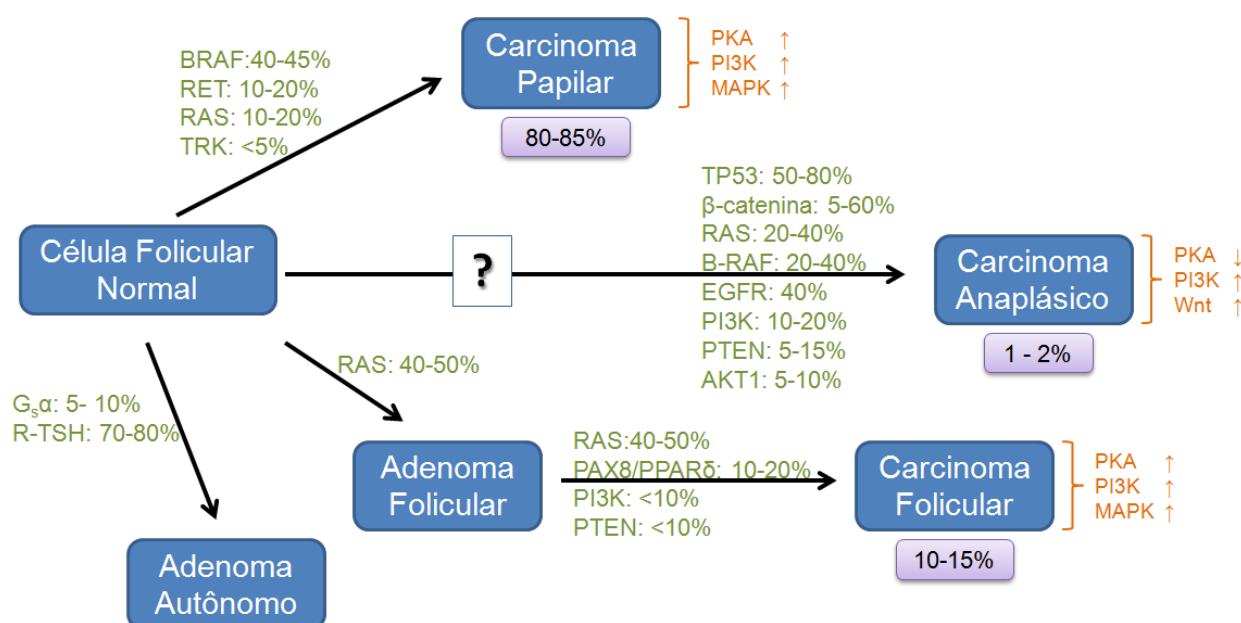 BRAF:40-45%
RET: 10-20%
RAS: 10-20%
TRK: <5%
Carcinoma
Papilar
80-85%
PKA ↑
PI3K ↑
MAPK ↑
Célula Folicular
Normal
?
TP53: 50-80%
β-catenina: 5-60%
RAS: 20-40%
B-RAF: 20-40%
EGFR: 40%
PI3K: 10-20%
PTEN: 5-15%
AKT1: 5-10%
Carcinoma
Anaplásico
1 - 2%
PKA ↓
PI3K ↑
Wnt ↑
RAS: 40-50%
Gsα: 5- 10%
R-TSH: 70-80%
Adenoma
Folicular
RAS:40-50%
PAX8/PPARδ: 10-20%
PI3K: <10%
PTEN: <10%
Carcinoma
Folicular
10-15%
PKA ↑
PI3K ↑
MAPK ↑
Adenoma
Autônomo